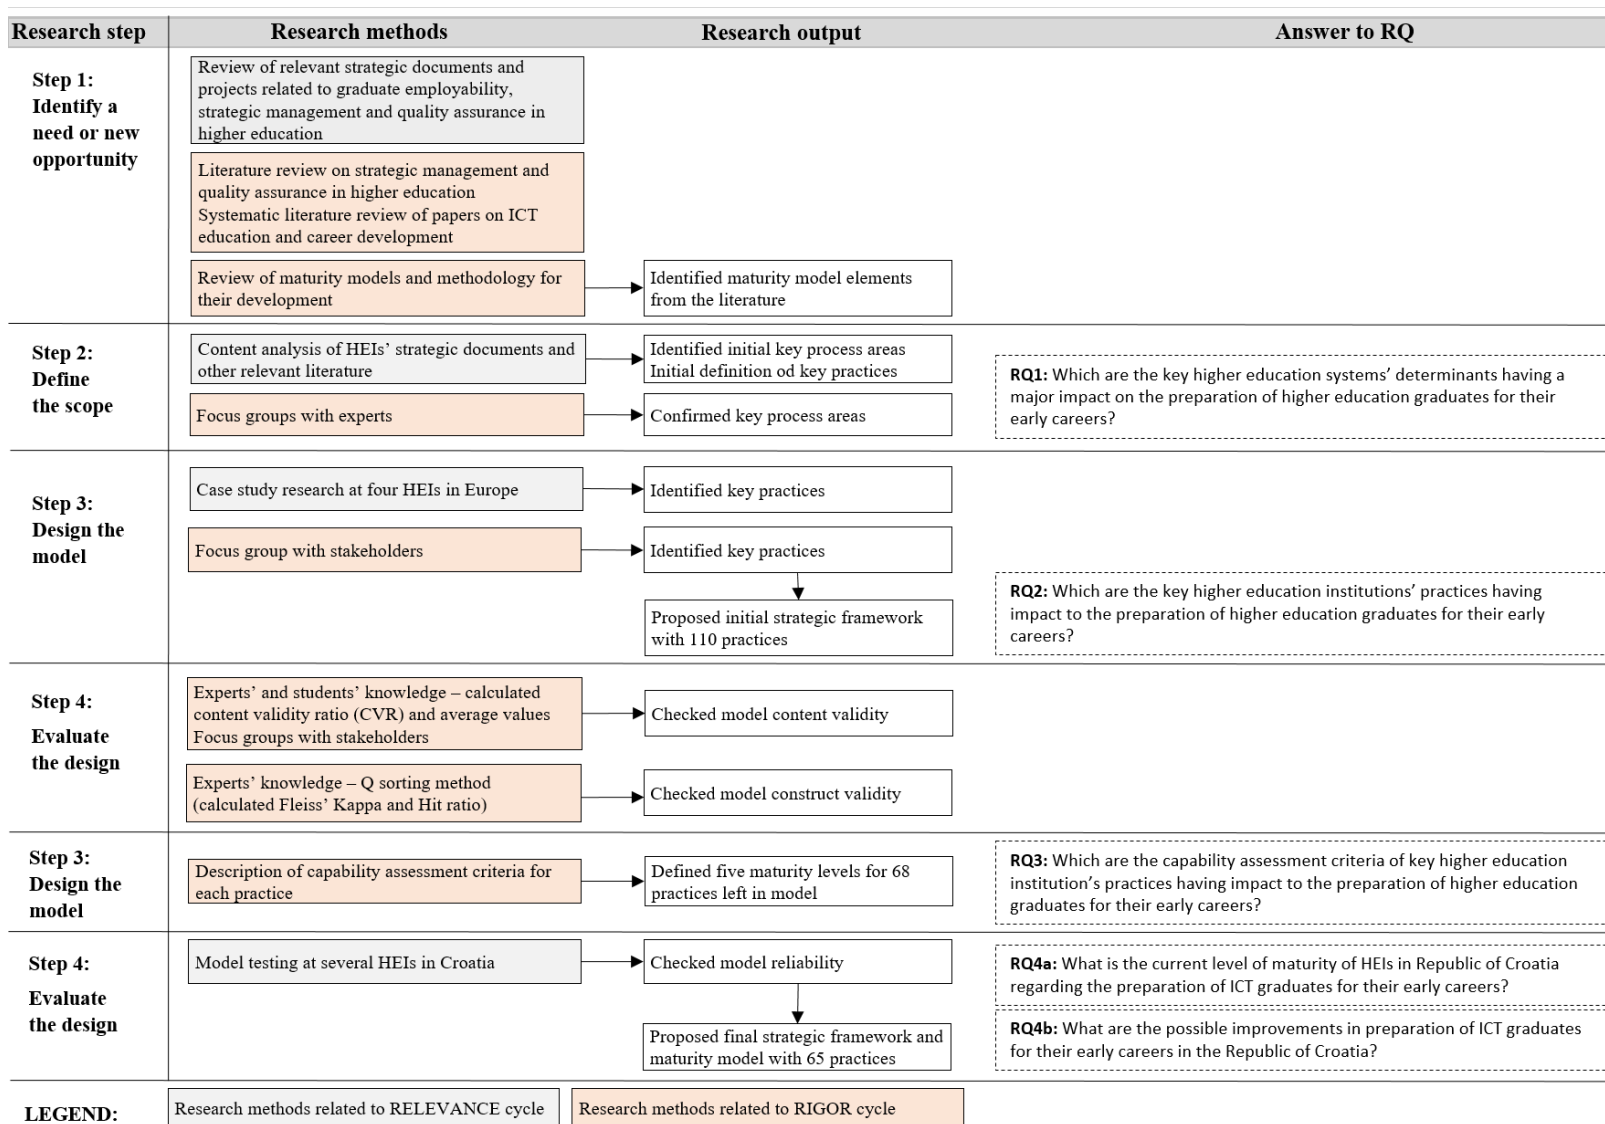 Research step
Research methods
Research output
Answer to RQ
Step 1:
Identify a
need or new
opportunity
Review of relevant strategic documents and
projects related to graduate employability,
strategic management and quality assurance in
higher education
Literature review on strategic management and
quality assurance in higher education
Systematic literature review of papers on ICT
education and career development
Review of maturity models and methodology for
their development
Identified maturity model elements
from the literature
Step 2:
Define
the scope
Content analysis of HEIs’ strategic documents and
other relevant literature
Identified initial key process areas
Initial definition od key practices
Focus groups with experts
Confirmed key process areas
RQ1: Which are the key higher education systems’ determinants having a
major impact on the preparation of higher education graduates for their
early careers?
Step 3:
Design the
model
Case study research at four HEIs in Europe
Identified key practices
Focus group with stakeholders
Identified key practices
Proposed initial strategic framework
with 110 practices
RQ2: Which are the key higher education institutions’ practices having
impact to the preparation of higher education graduates for their early
careers?
Step 4:
Evaluate
the design
Experts’ and students’ knowledge – calculated
content validity ratio (CVR) and average values
Focus groups with stakeholders
Checked model content validity
Experts’ knowledge – Q sorting method
(calculated Fleiss’ Kappa and Hit ratio)
Checked model construct validity
Step 3:
Design the
model
Description of capability assessment criteria for
each practice
Defined five maturity levels for 68
practices left in model
RQ3: Which are the capability assessment criteria of key higher education
institution’s practices having impact to the preparation of higher education
graduates for their early careers?
Step 4:
Evaluate
the design
Model testing at several HEIs in Croatia
Checked model reliability
Proposed final strategic framework and
maturity model with 65 practices
RQ4a: What is the current level of maturity of HEIs in Republic of Croatia
regarding the preparation of ICT graduates for their early careers?
RQ4b: What are the possible improvements in preparation of ICT graduates
for their early careers in the Republic of Croatia?
LEGEND:
Research methods related to RELEVANCE cycle
Research methods related to RIGOR cycle